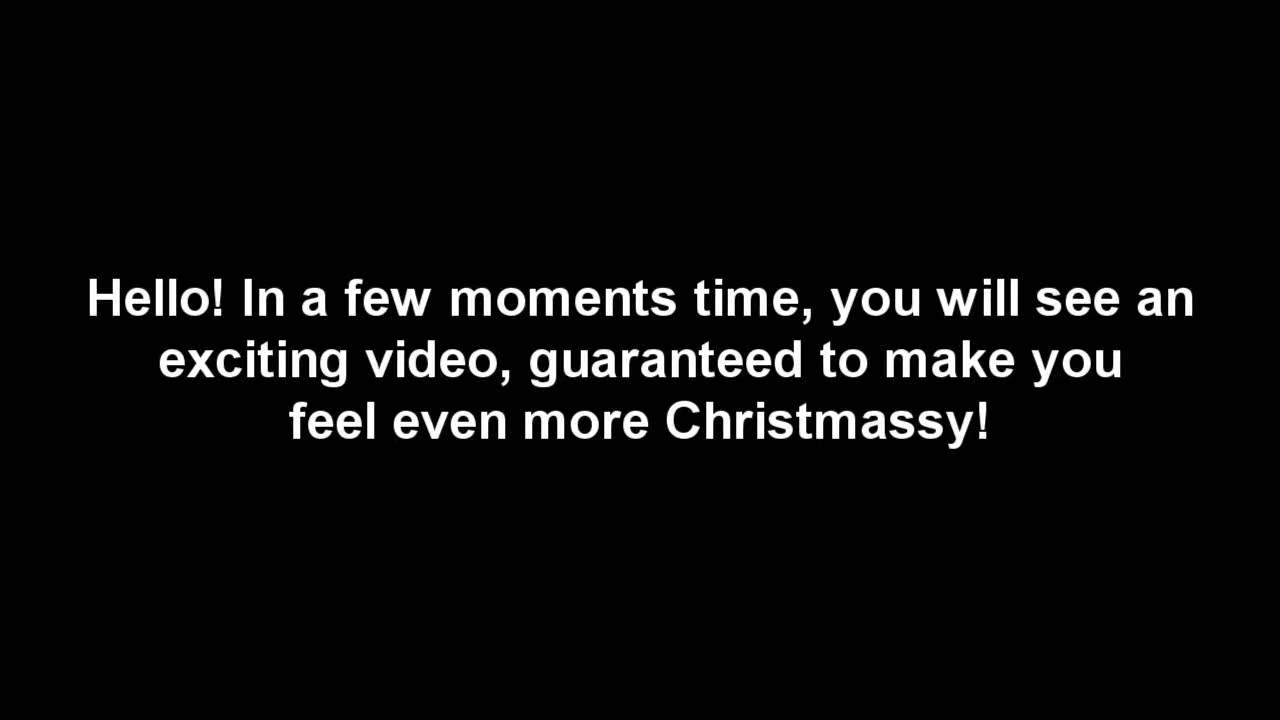 Hello! In a few moments time, you will see an
exciting video, guaranteed to make you
feel even more Christmassy!